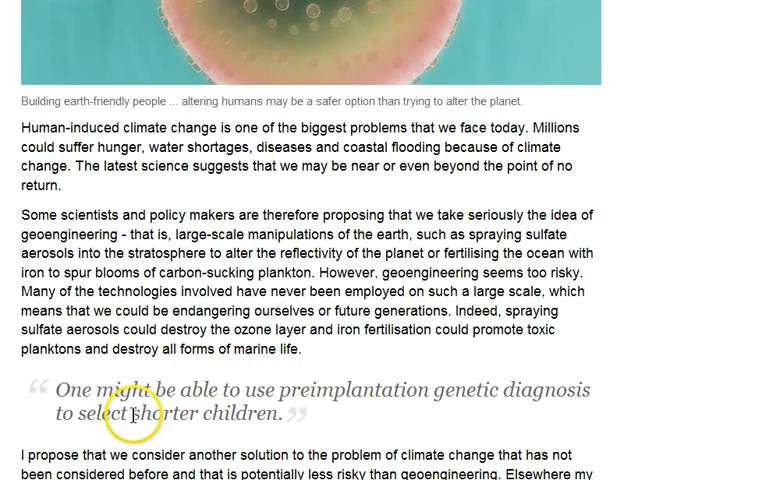 Building earth-friendly people ... altering humans may be a safer option than trying to alter the planet.
Human-induced climate change is one of the biggest problems that we face today. Millions
could suffer hunger, water shortages, diseases and coastal flooding because of climate
change. The latest science suggests that we may be near or even beyond the point of no
return.
Some scientists and policy makers are therefore proposing that we take seriously the idea of
geoengineering - that is, large-scale manipulations of the earth, such as spraying sulfate
aerosols into the stratosphere to alter the reflectivity of the planet or fertilising the ocean with
iron to spur blooms of carbon-sucking plankton. However, geoengineering seems too risky.
Many of the technologies involved have never been employed on such a large scale, which
means that we could be endangering ourselves or future generations. Indeed, spraying
sulfate aerosols could destroy the ozone layer and iron fertilisation could promote toxic
planktons and destroy all forms of marine life.
“ One might be able to use preimplantation genetic diagnosis
to select shorter children. ”
I propose that we consider another solution to the problem of climate change that has not
been considered before and that is potentially less risky than geoengineering. Elsewhere my